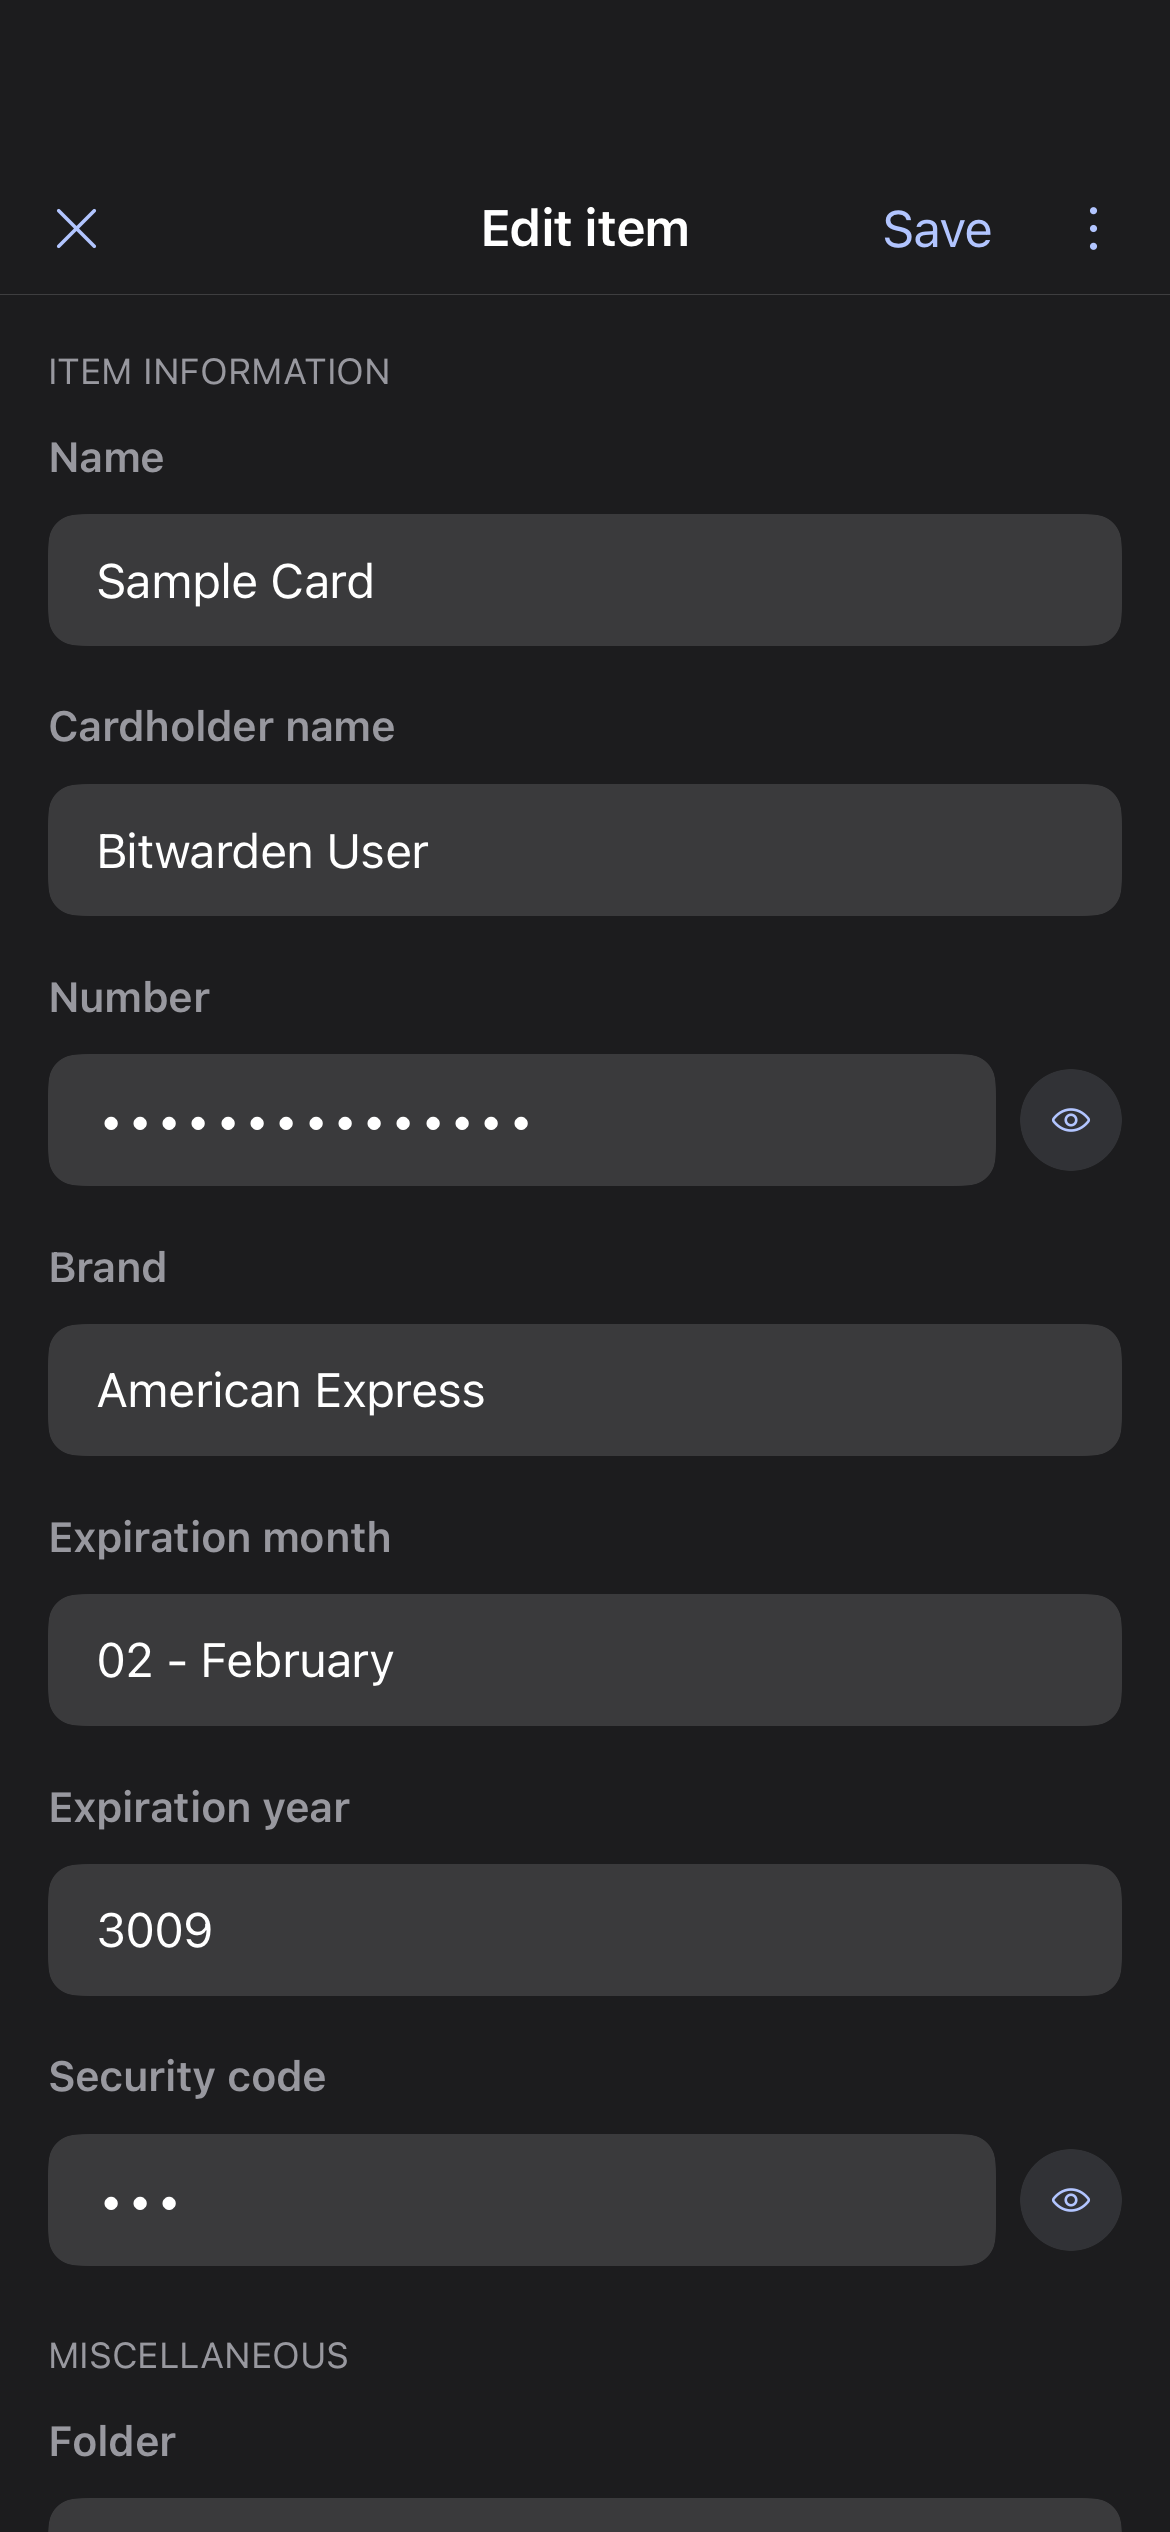 Edit item
Save
ITEM INFORMATION
Name
Sample Card
Cardholder name
Bitwarden User
Number
•••••••••••••••
Brand
American Express
Expiration month
02 - February
Expiration year
3009
Security code
•••
MISCELLANEOUS
Folder